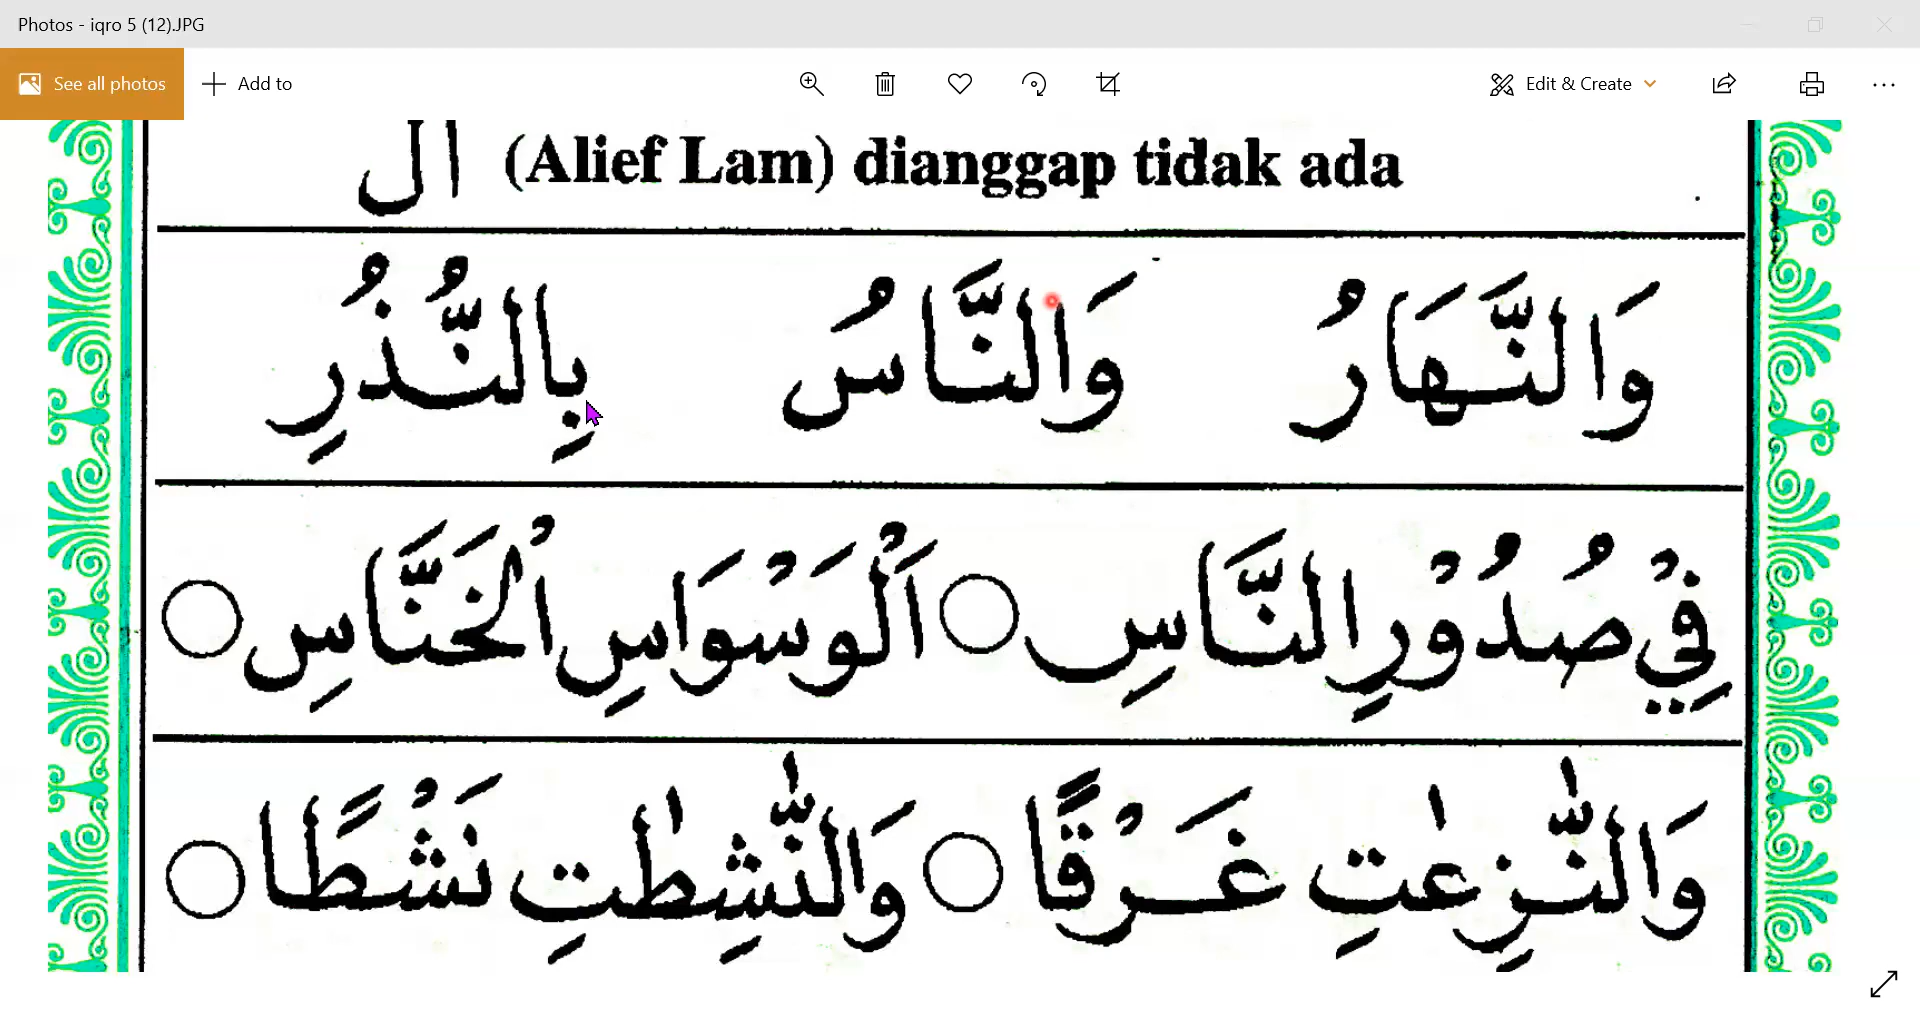 Photos - iqro 5 (12).JPG
See all photos
Add to
Edit & Create
ال (Alief Lam) dianggap tidak ada
وَالنَّهَارُ وَالنَّاسُ بِالنُّذُرِ
فِيْ صُدُوْرِ النَّاسِ ○ اَلْوَسْوَاسِ الْخَنَّاسِ ○
وَالنّٰزِعٰتِ غَرْقًا ○ وَالنّٰشِطٰتِ نَشْطًا ○